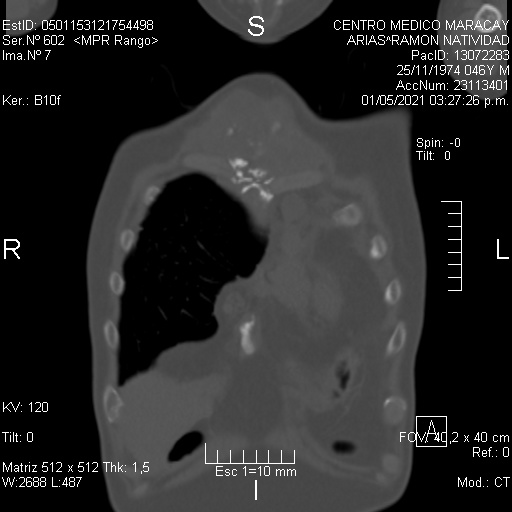 EstID: 0501153121754498
Ser.Nº 602 <MPR Rango>
Ima.Nº 7
Ker.: B10f
S
CENTRO MEDICO MARACAY
ARIAS^RAMON NATIVIDAD
PacID: 13072283
25/11/1974 046Y M
AccNum: 23113401
01/05/2021 03:27:26 p.m.
Spin: -0
Tilt: 0
R
L
KV: 120
Tilt: 0
Matriz 512 x 512 Thk: 1,5
W:2688 L:487
Esc 1=10 mm
I
A
FOV 40,2 x 40 cm
Ref.: 0
Mod.: CT